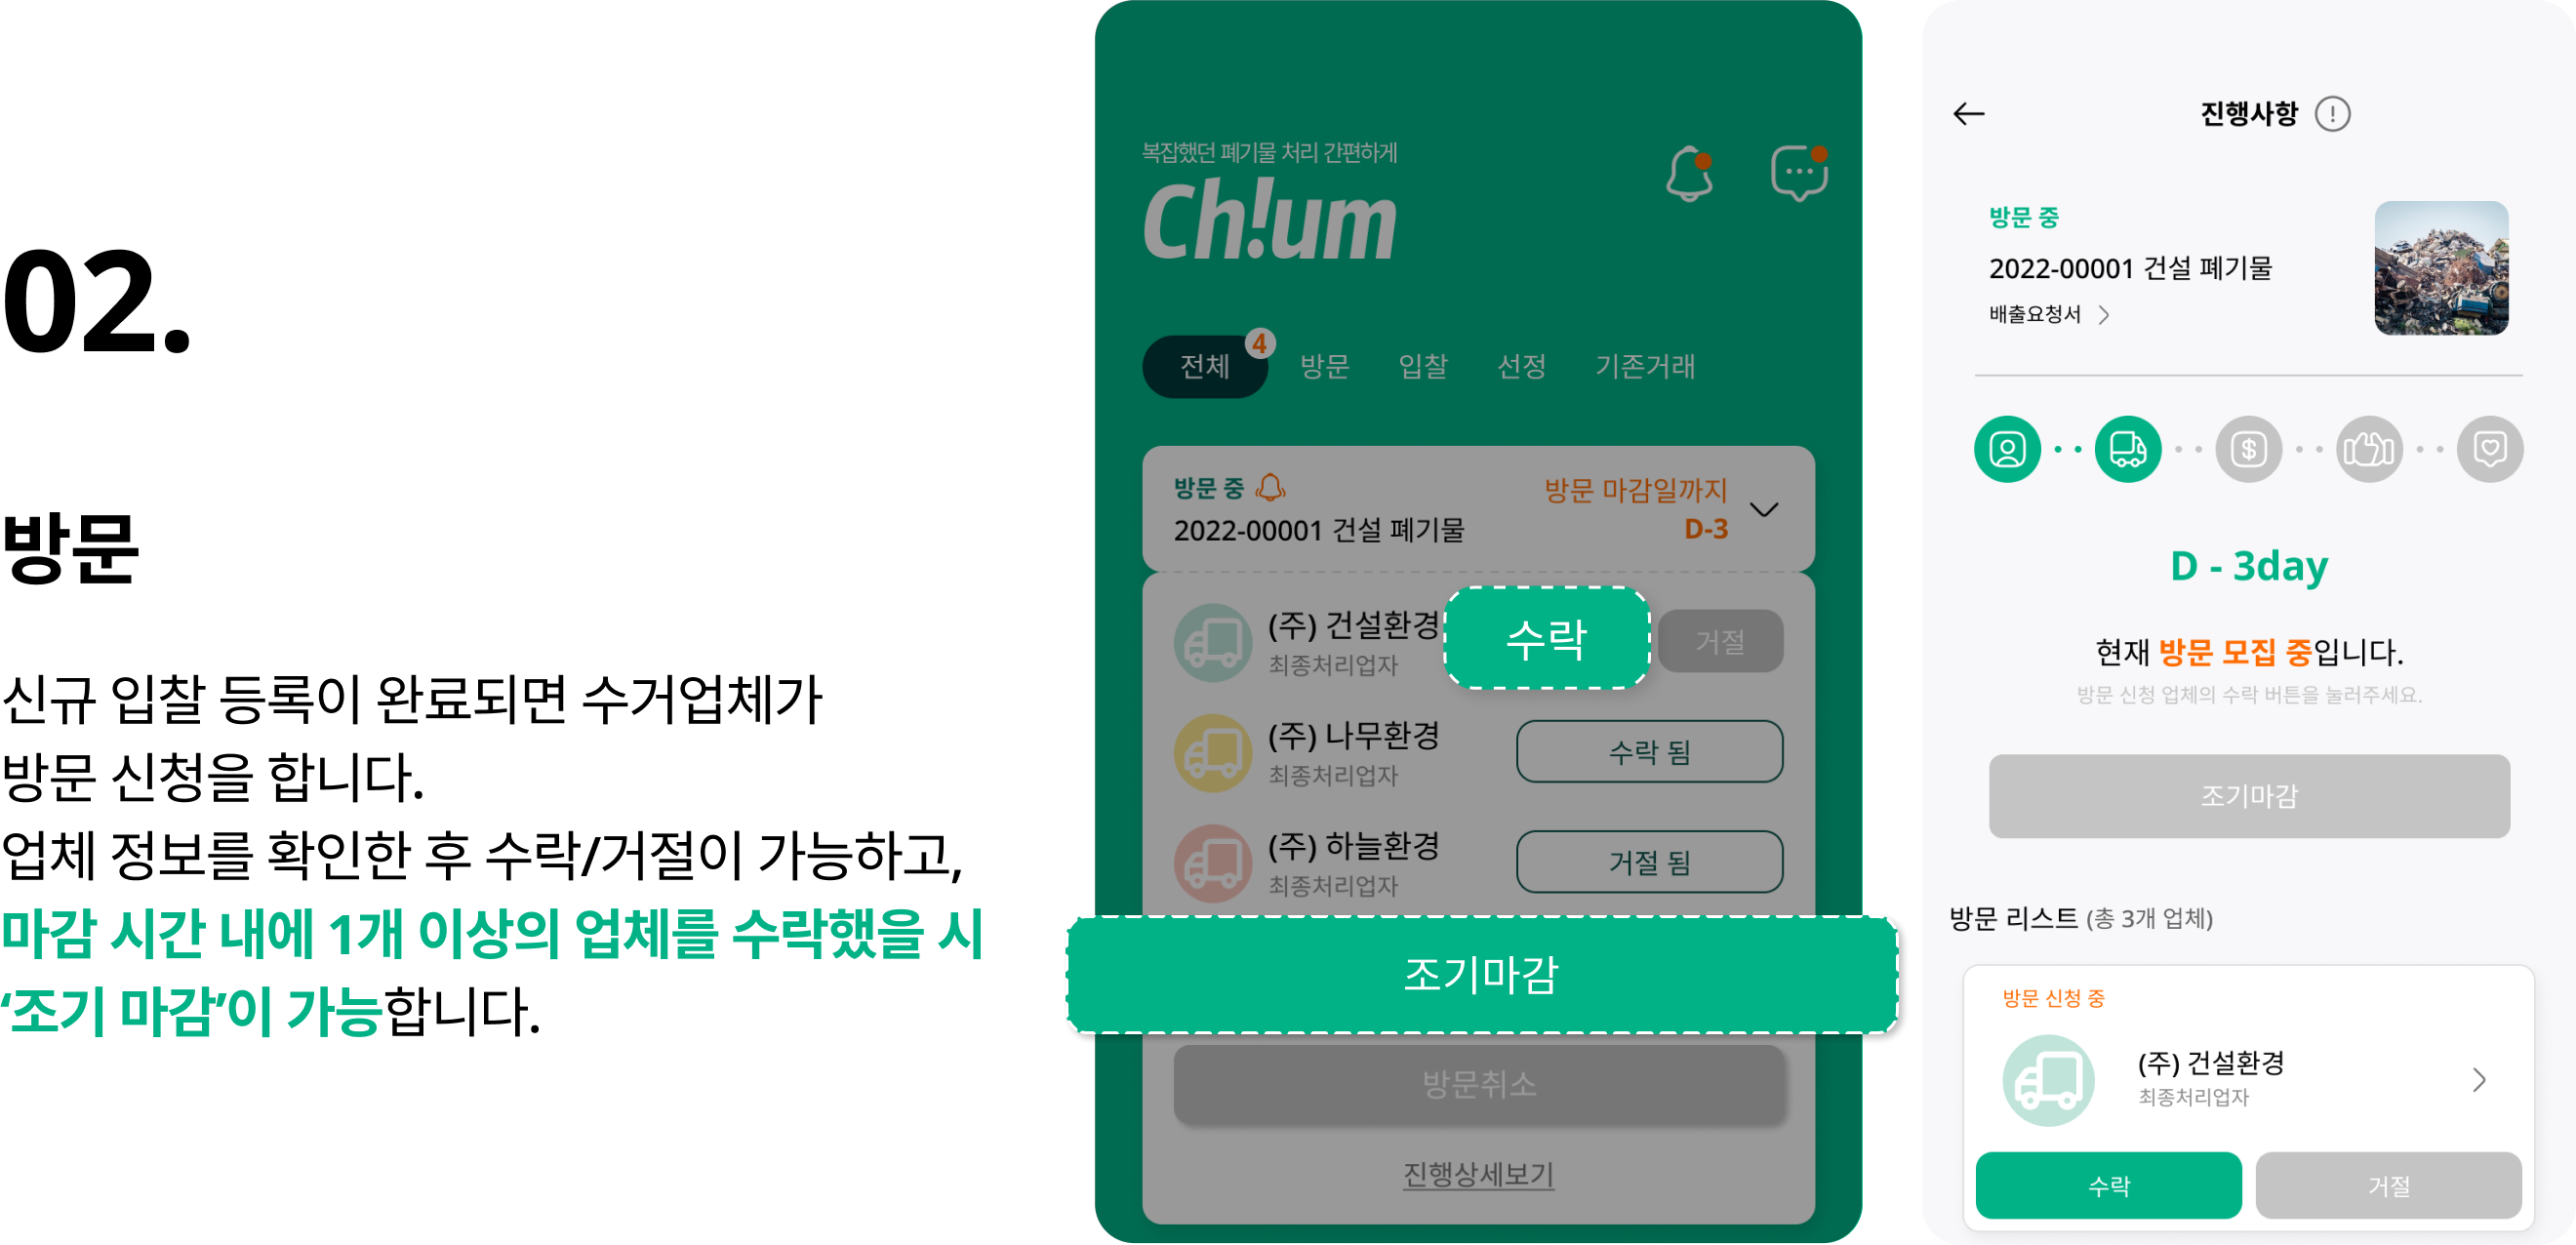 02.
방문
신규 입찰 등록이 완료되면 수거업체가
방문 신청을 합니다.
업체 정보를 확인한 후 수락/거절이 가능하고,
마감 시간 내에 1개 이상의 업체를 수락했을 시
‘조기 마감’이 가능합니다.
복잡했던 폐기물 처리 간편하게
Ch!um
전체 4 방문 입찰 선정 기존거래
방문 중
방문 마감일까지
2022-00001 건설 폐기물
D-3
(주) 건설환경
최종처리업자
수락
거절
(주) 나무환경
최종처리업자
수락 됨
(주) 하늘환경
최종처리업자
거절 됨
조기마감
방문취소
진행상세보기
진행사항 !
방문 중
2022-00001 건설 폐기물
배출요청서
D - 3day
현재 방문 모집 중입니다.
방문 신청 업체의 수락 버튼을 눌러주세요.
조기마감
방문 리스트 (총 3개 업체)
방문 신청 중
(주) 건설환경
최종처리업자
수락
거절